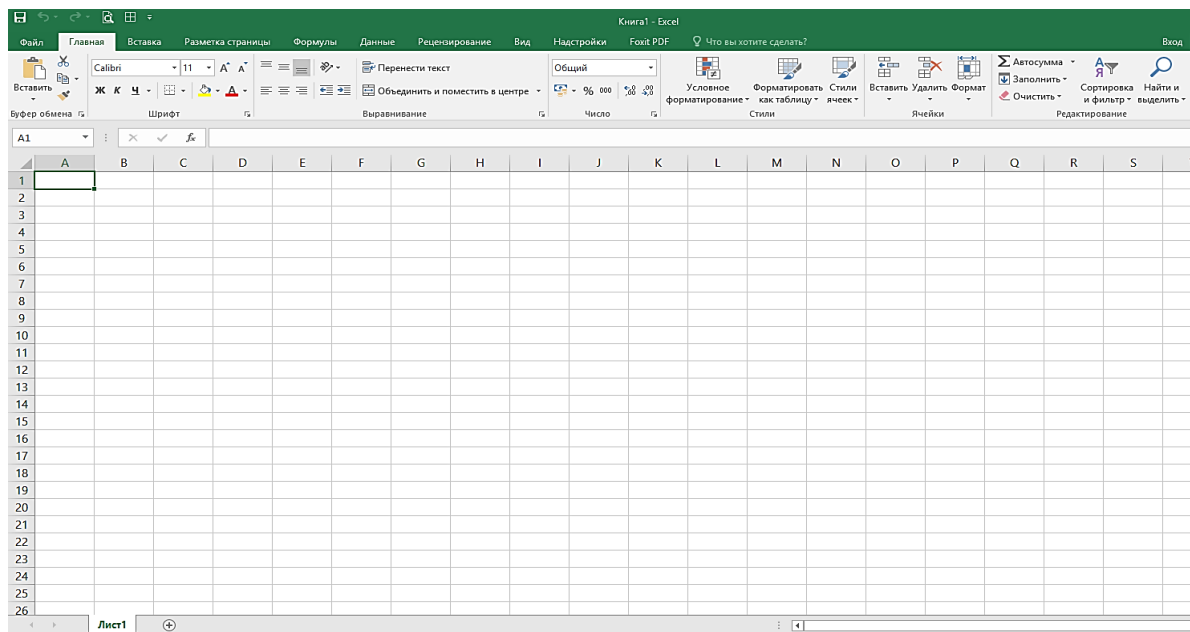 Книга1 - Excel
Файл Главная Вставка Разметка страницы Формулы Данные Рецензирование Вид Надстройки Foxit PDF Что вы хотите сделать? Вход
Calibri 11 Перенести текст Общий Автосумма
Заполнить
Вставить Условное Форматировать Стили Вставить Удалить Формат Сортировка Найти и
Ж К Ч Объединить и поместить в центре % 000 форматирование как таблицу ячеек Очистить и фильтр выделить
Буфер обмена Шрифт Выравнивание Число Стили Ячейки Редактирование
A1 fx
A B C D E F G H I J K L M N O P Q R S
1
2
3
4
5
6
7
8
9
10
11
12
13
14
15
16
17
18
19
20
21
22
23
24
25
26
Лист1